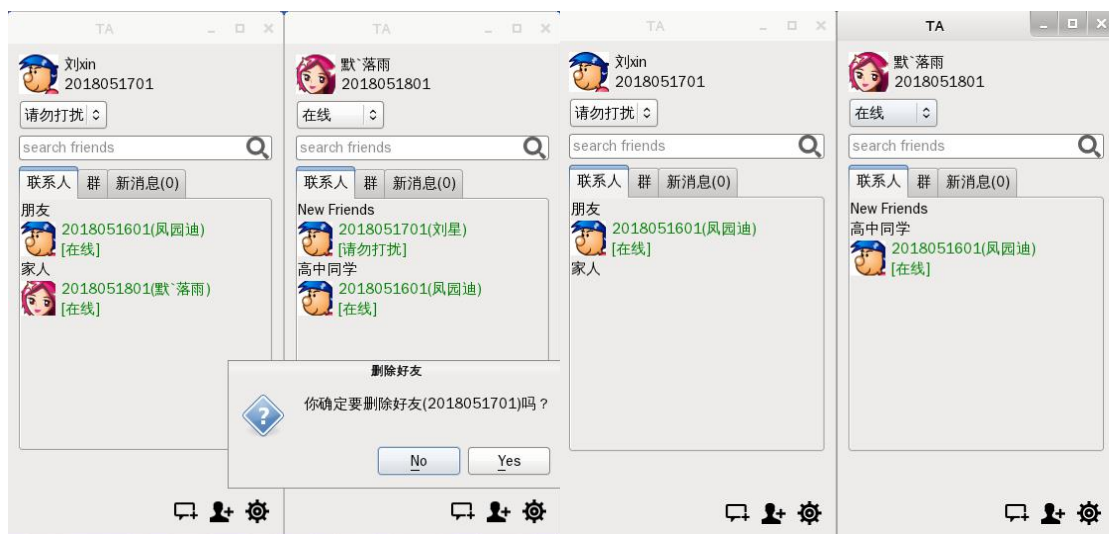 TA
刘xin
2018051701
请勿打扰
search friends
联系人 群 新消息(0)
朋友
2018051601(凤园迪)
[在线]
家人
2018051801(默`落雨)
[在线]
TA
默`落雨
2018051801
在线
search friends
联系人 群 新消息(0)
New Friends
2018051701(刘星)
[请勿打扰]
高中同学
2018051601(凤园迪)
[在线]
删除好友
你确定要删除好友(2018051701)吗？
No Yes
TA
刘xin
2018051701
请勿打扰
search friends
联系人 群 新消息(0)
朋友
2018051601(凤园迪)
[在线]
家人
TA
默`落雨
2018051801
在线
search friends
联系人 群 新消息(0)
New Friends
高中同学
2018051601(凤园迪)
[在线]